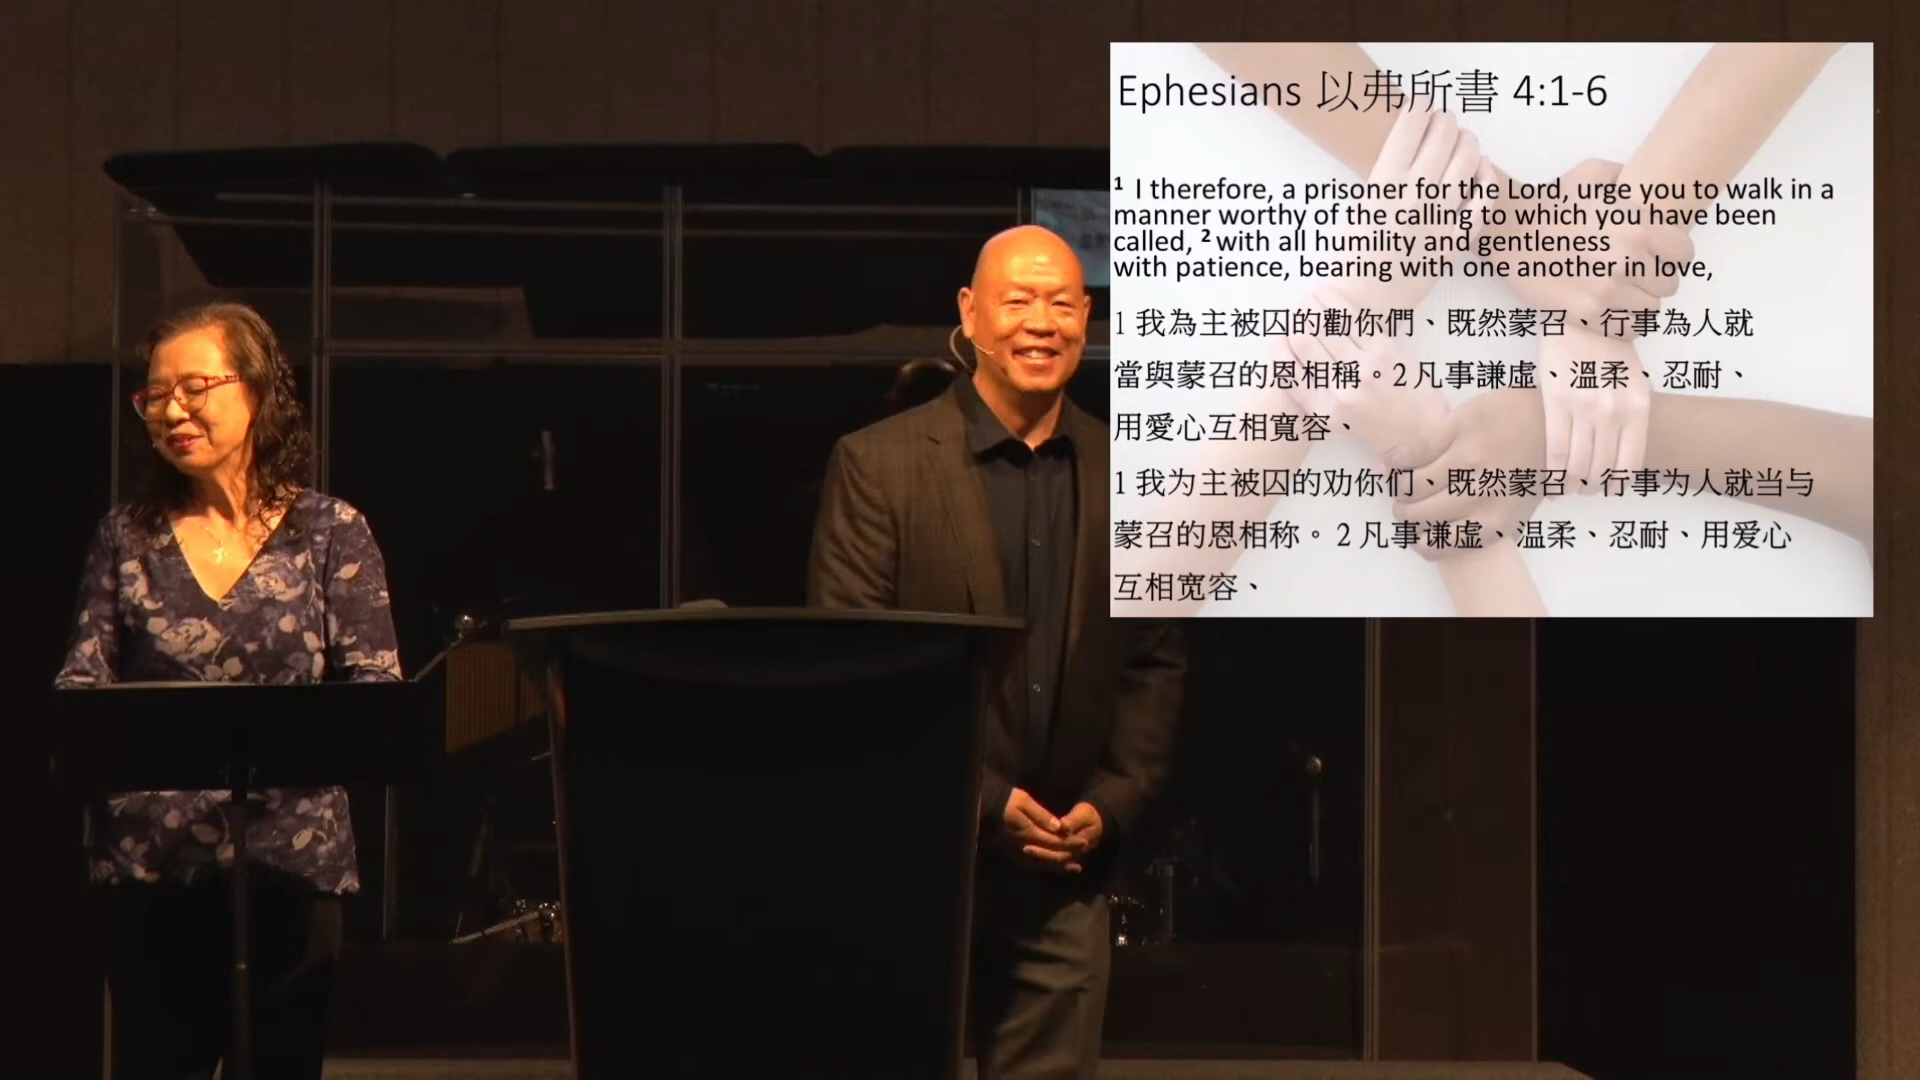 Ephesians 以弗所書 4:1-6
1 I therefore, a prisoner for the Lord, urge you to walk in a
manner worthy of the calling to which you have been
called, 2 with all humility and gentleness
with patience, bearing with one another in love,
1 我為主被囚的勸你們、既然蒙召、行事為人就
當與蒙召的恩相稱。2 凡事謙虛、溫柔、忍耐、
用愛心互相寬容、
1 我为主被囚的劝你们、既然蒙召、行事为人就当与
蒙召的恩相称。2 凡事谦虚、温柔、忍耐、用爱心
互相宽容、